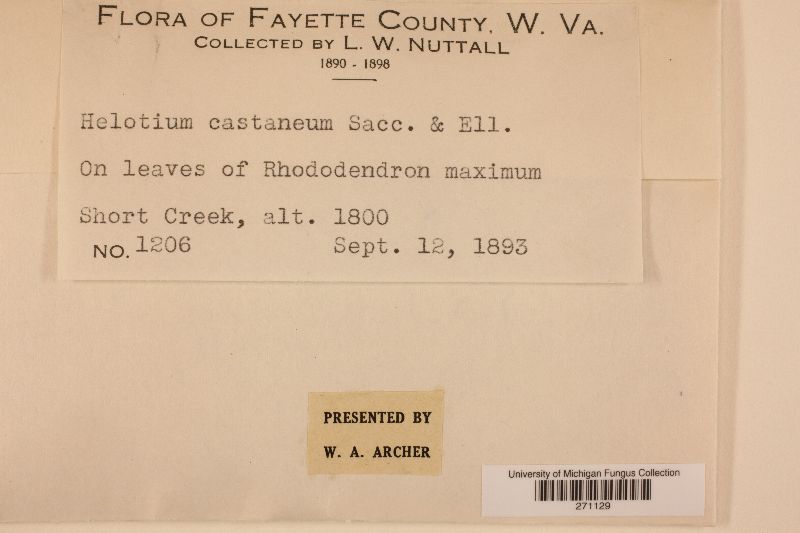 FLORA OF FAYETTE COUNTY, W. VA.
COLLECTED BY L. W. NUTTALL
1890 - 1898
Helotium castaneum Sacc. & Ell.
On leaves of Rhododendron maximum
Short Creek, alt. 1800
NO. 1206 Sept. 12, 1893
PRESENTED BY
W. A. ARCHER
University of Michigan Fungus Collection
271129